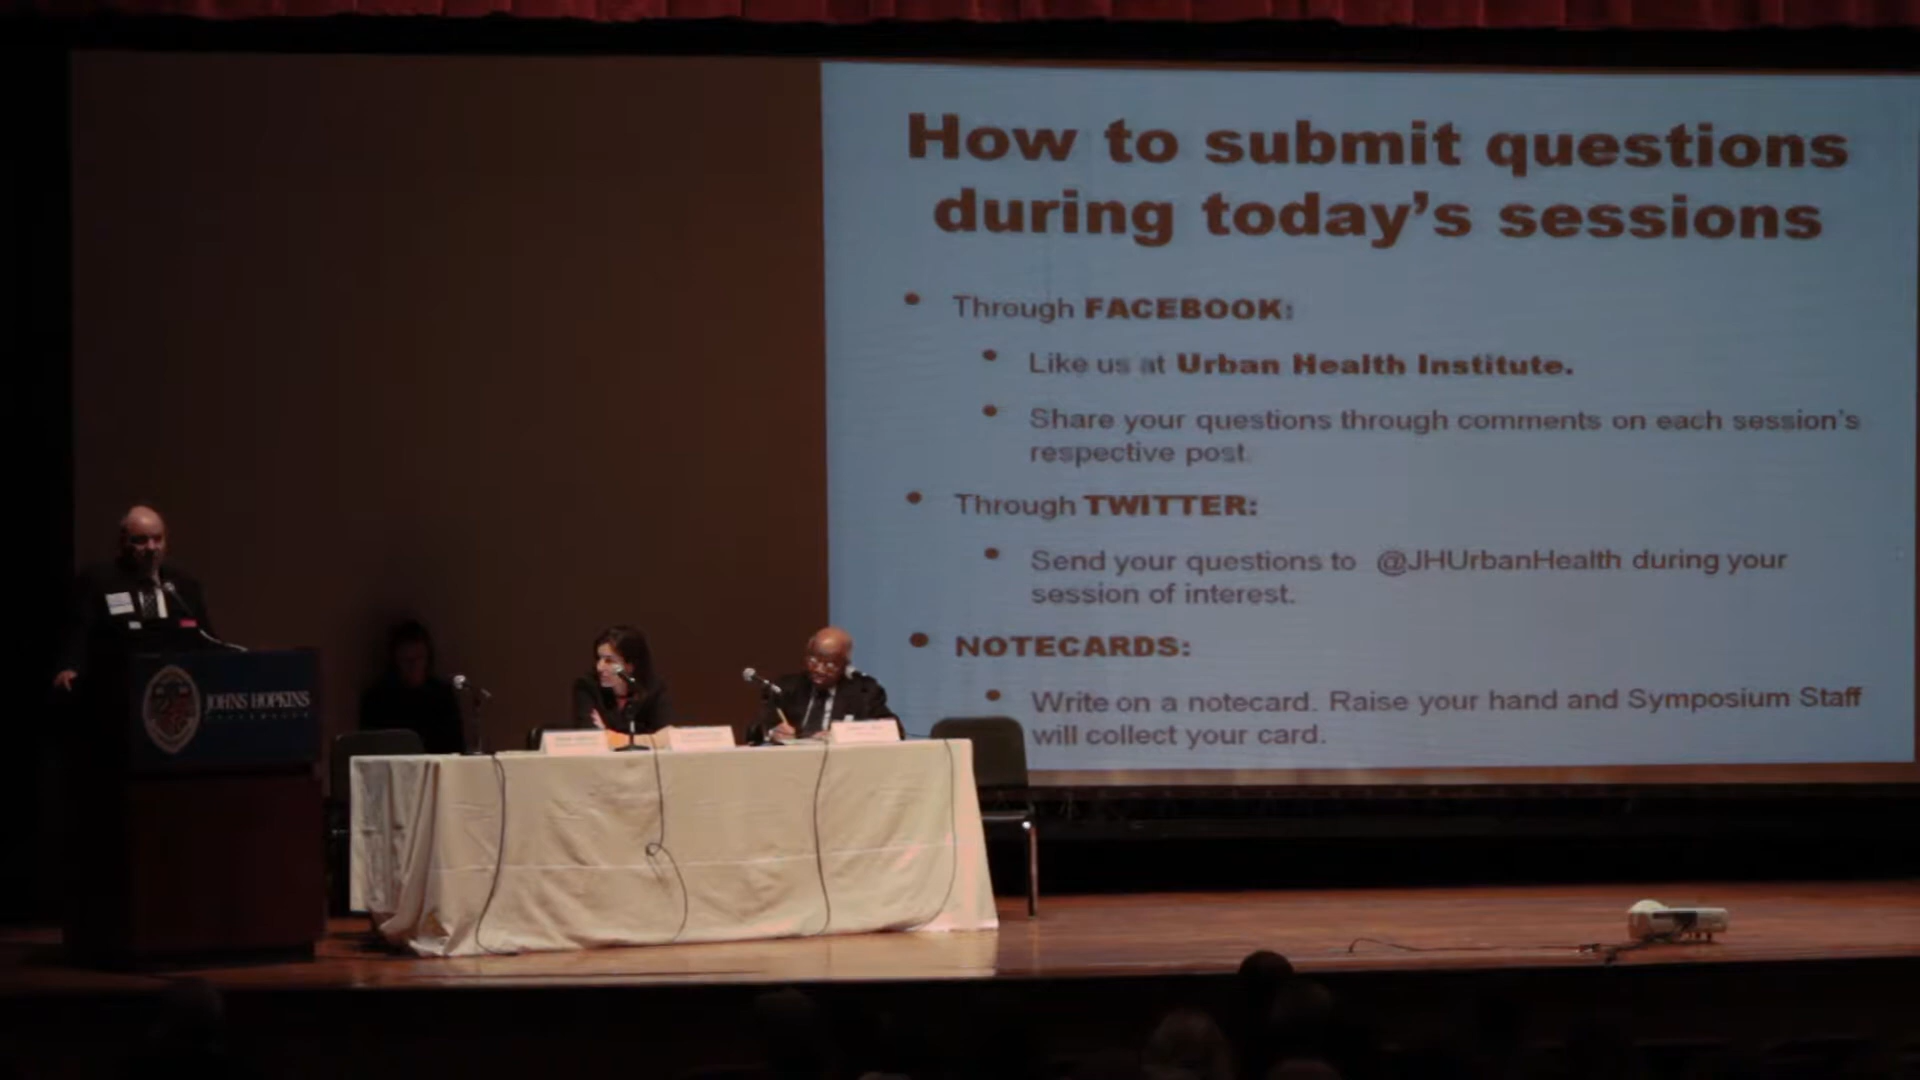 How to submit questions
during today's sessions
• Through FACEBOOK:
• Like us at Urban Health Institute.
• Share your questions through comments on each session's
respective post.
• Through TWITTER:
• Send your questions to @JHUrbanHealth during your
session of interest.
• NOTECARDS:
• Write on a notecard. Raise your hand and Symposium Staff
will collect your card.
JOHNS HOPKINS
UNIVERSITY